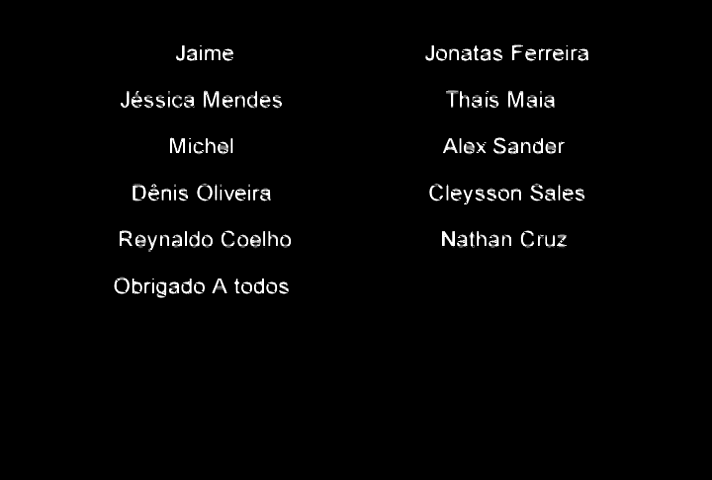 Jaime
Jonatas Ferreira
Jéssica Mendes
Thaís Maia
Michel
Alex Sander
Dênis Oliveira
Cleysson Sales
Reynaldo Coelho
Nathan Cruz
Obrigado A todos